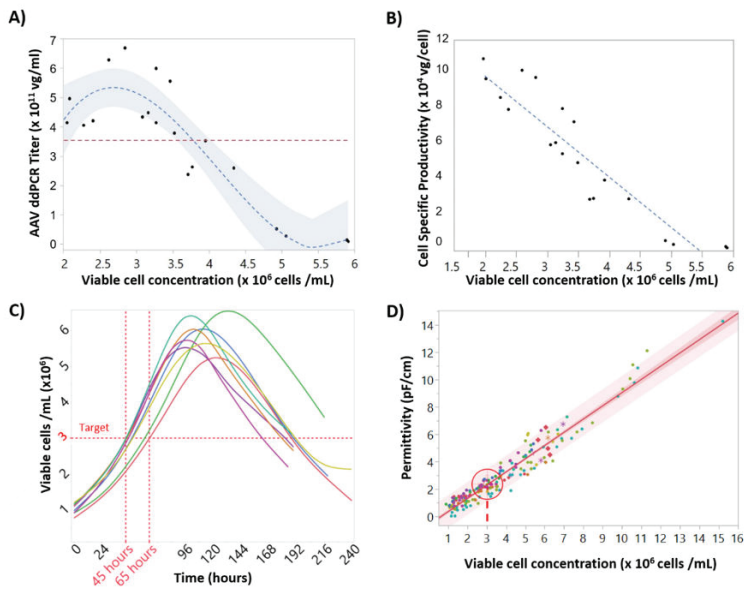 A)
AAV ddPCR Titer (x 10¹¹ vg/ml)
7
6
5
4
3
2
1
0
2 2.5 3 3.5 4 4.5 5 5.5 6
Viable cell concentration (x 10⁶ cells /mL)
B)
Cell Specific Productivity (x 10⁴ vg/cell)
12
10
8
6
4
2
0
1.5 2 2.5 3 3.5 4 4.5 5 5.5 6
Viable cell concentration (x 10⁶ cells /mL)
C)
Viable cells /mL (x10⁶)
6
5
4
3
2
1
Target
0 24 96 120 144 168 192 216 240
45 hours
65 hours
Time (hours)
D)
Permittivity (pF/cm)
14
12
10
8
6
4
2
0
1 2 3 4 5 6 7 8 9 10 11 12 13 14 15 16
Viable cell concentration (x 10⁶ cells /mL)